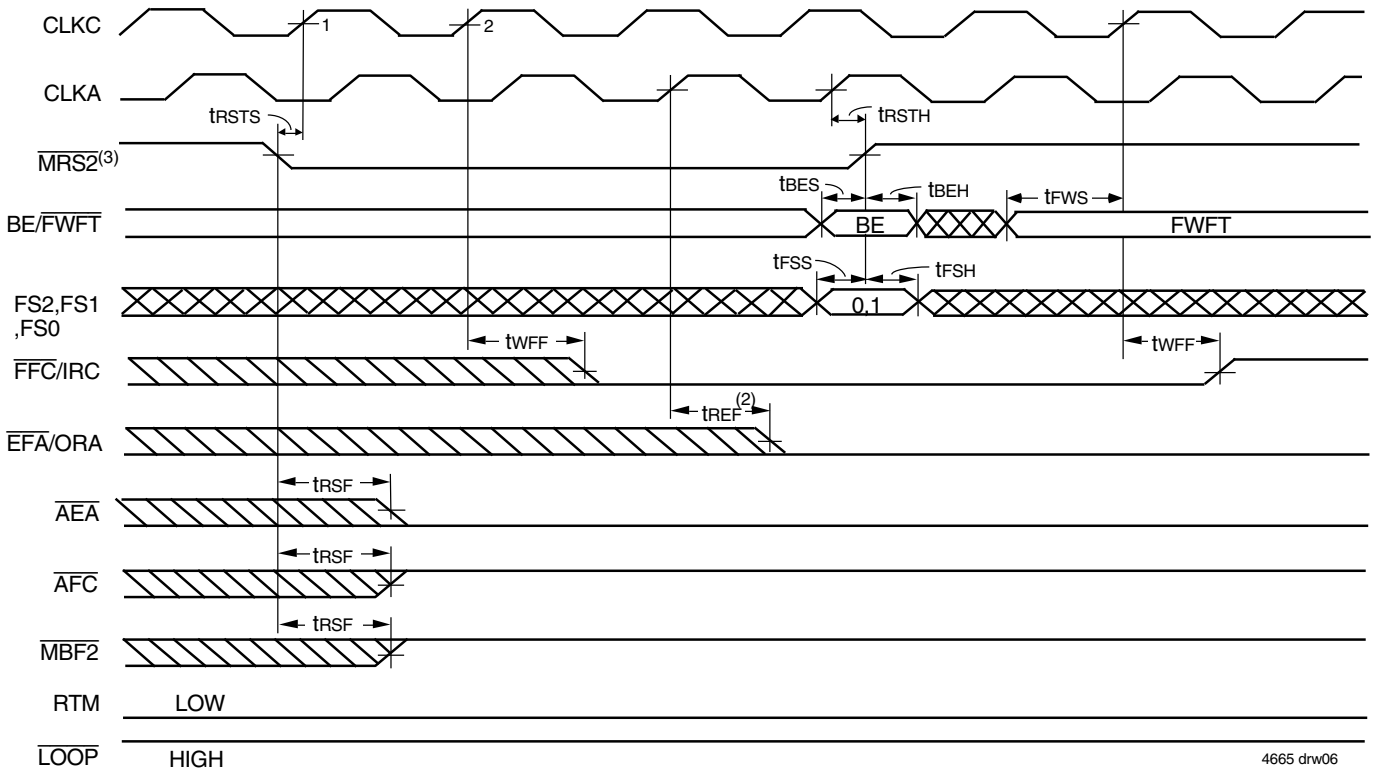 CLKC 1 2
CLKA
tRSTS tRSTH
MRS2(3)
tBES tBEH tFWS
BE/FWFT BE FWFT
tFSS tFSH
FS2,FS1
,FS0 0,1
tWFF tWFF
FFC/IRC
tREF(2)
EFA/ORA
tRSF
AEA
tRSF
AFC
tRSF
MBF2
RTM LOW
LOOP HIGH
4665 drw06